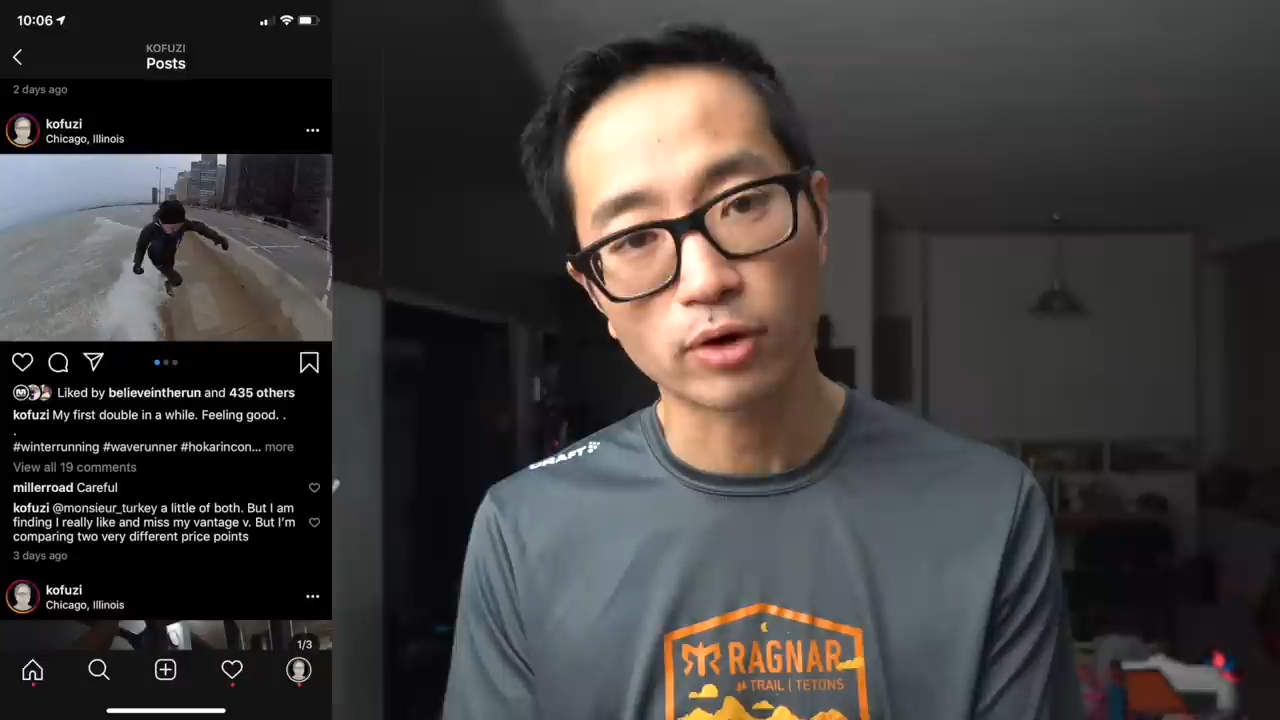 10:06
KOFUZI
Posts
2 days ago
kofuzi
Chicago, Illinois
Liked by believeintherun and 435 others
kofuzi My first double in a while. Feeling good. .
.
#winterrunning #waverunner #hokarincon... more
View all 19 comments
millerroad Careful
kofuzi @monsieur_turkey a little of both. But I am
finding I really like and miss my vantage v. But I'm
comparing two very different price points
3 days ago
kofuzi
Chicago, Illinois
1/3
CRAFT
RAGNAR
TRAIL | TETONS